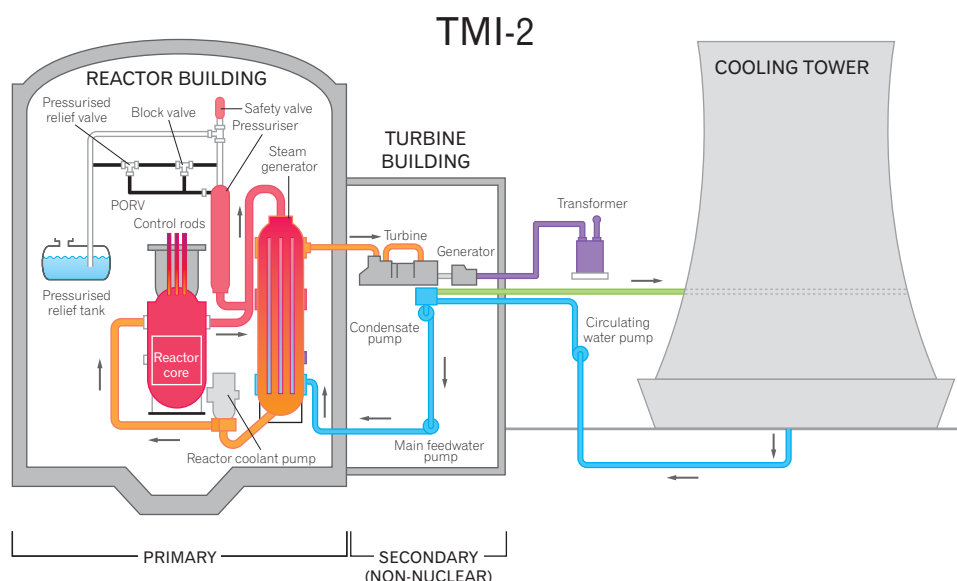 TMI-2
REACTOR BUILDING
COOLING TOWER
Pressurised
relief valve
Block valve
Safety valve
Pressuriser
Steam
generator
TURBINE
BUILDING
PORV
Control rods
Transformer
Turbine
Generator
Pressurised
relief tank
Condensate
pump
Circulating
water pump
Reactor
core
Main feedwater
pump
Reactor coolant pump
PRIMARY
SECONDARY
(NON-NUCLEAR)